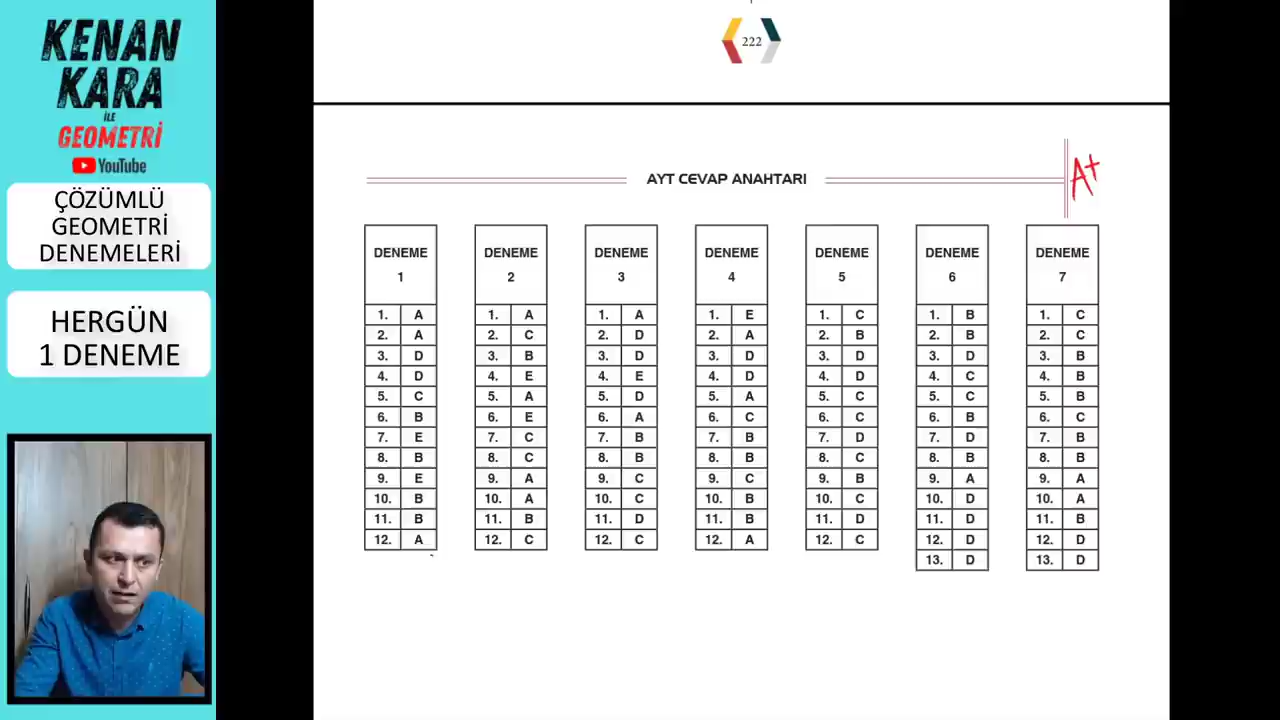 KENAN
KARA
İLE
GEOMETRİ
YouTube
ÇÖZÜMLÜ
GEOMETRİ
DENEMELERİ
HERGÜN
1 DENEME
222
AYT CEVAP ANAHTARI
A+
DENEME
1
1. A
2. A
3. D
4. D
5. C
6. B
7. E
8. B
9. E
10. B
11. B
12. A
DENEME
2
1. A
2. C
3. B
4. E
5. A
6. E
7. C
8. C
9. A
10. A
11. B
12. C
DENEME
3
1. A
2. D
3. D
4. E
5. D
6. A
7. B
8. B
9. C
10. C
11. D
12. C
DENEME
4
1. E
2. A
3. D
4. D
5. A
6. C
7. B
8. B
9. C
10. B
11. B
12. A
DENEME
5
1. C
2. B
3. D
4. D
5. C
6. C
7. D
8. C
9. B
10. C
11. D
12. C
DENEME
6
1. B
2. B
3. D
4. C
5. C
6. B
7. D
8. B
9. A
10. D
11. D
12. D
13. D
DENEME
7
1. C
2. C
3. B
4. B
5. B
6. C
7. B
8. B
9. A
10. A
11. B
12. D
13. D